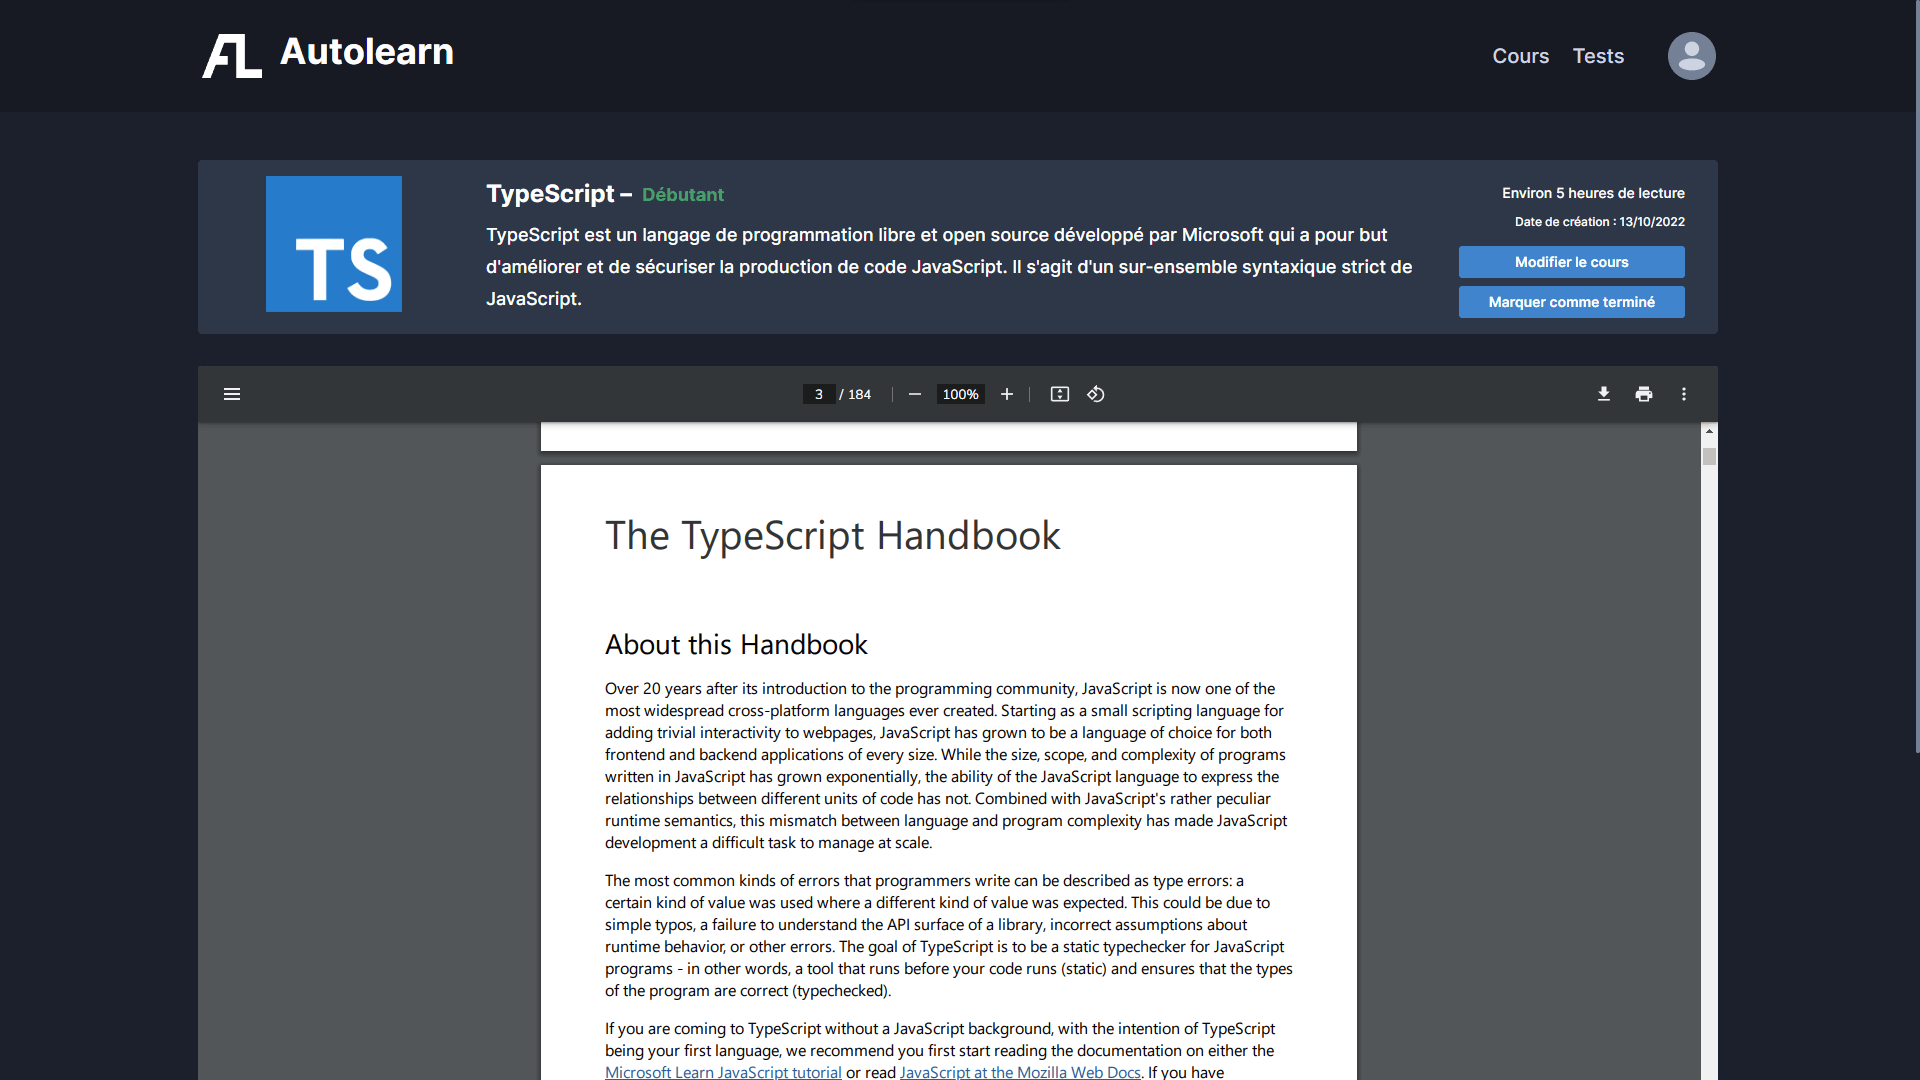 AL Autolearn
Cours
Tests
TS
TypeScript – Débutant
TypeScript est un langage de programmation libre et open source développé par Microsoft qui a pour but
d'améliorer et de sécuriser la production de code JavaScript. Il s'agit d'un sur-ensemble syntaxique strict de
JavaScript.
Environ 5 heures de lecture
Date de création : 13/10/2022
Modifier le cours
Marquer comme terminé
3 / 184
100%
The TypeScript Handbook
About this Handbook
Over 20 years after its introduction to the programming community, JavaScript is now one of the
most widespread cross-platform languages ever created. Starting as a small scripting language for
adding trivial interactivity to webpages, JavaScript has grown to be a language of choice for both
frontend and backend applications of every size. While the size, scope, and complexity of programs
written in JavaScript has grown exponentially, the ability of the JavaScript language to express the
relationships between different units of code has not. Combined with JavaScript's rather peculiar
runtime semantics, this mismatch between language and program complexity has made JavaScript
development a difficult task to manage at scale.
The most common kinds of errors that programmers write can be described as type errors: a
certain kind of value was used where a different kind of value was expected. This could be due to
simple typos, a failure to understand the API surface of a library, incorrect assumptions about
runtime behavior, or other errors. The goal of TypeScript is to be a static typechecker for JavaScript
programs - in other words, a tool that runs before your code runs (static) and ensures that the types
of the program are correct (typechecked).
If you are coming to TypeScript without a JavaScript background, with the intention of TypeScript
being your first language, we recommend you first start reading the documentation on either the
Microsoft Learn JavaScript tutorial or read JavaScript at the Mozilla Web Docs. If you have